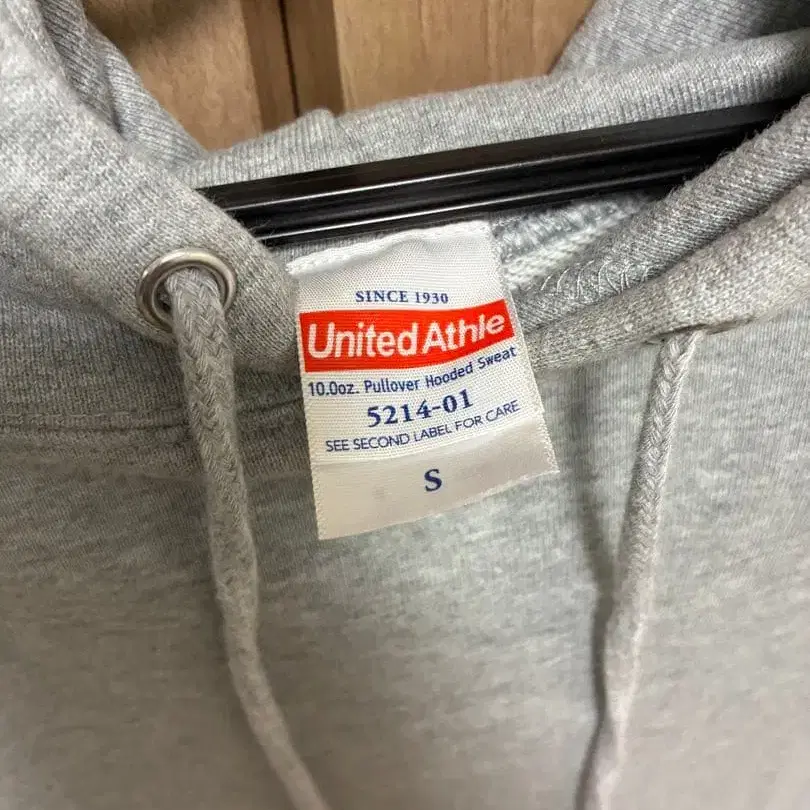 SINCE 1930
United Athle
10.0oz. Pullover Hooded Sweat
5214-01
SEE SECOND LABEL FOR CARE
S